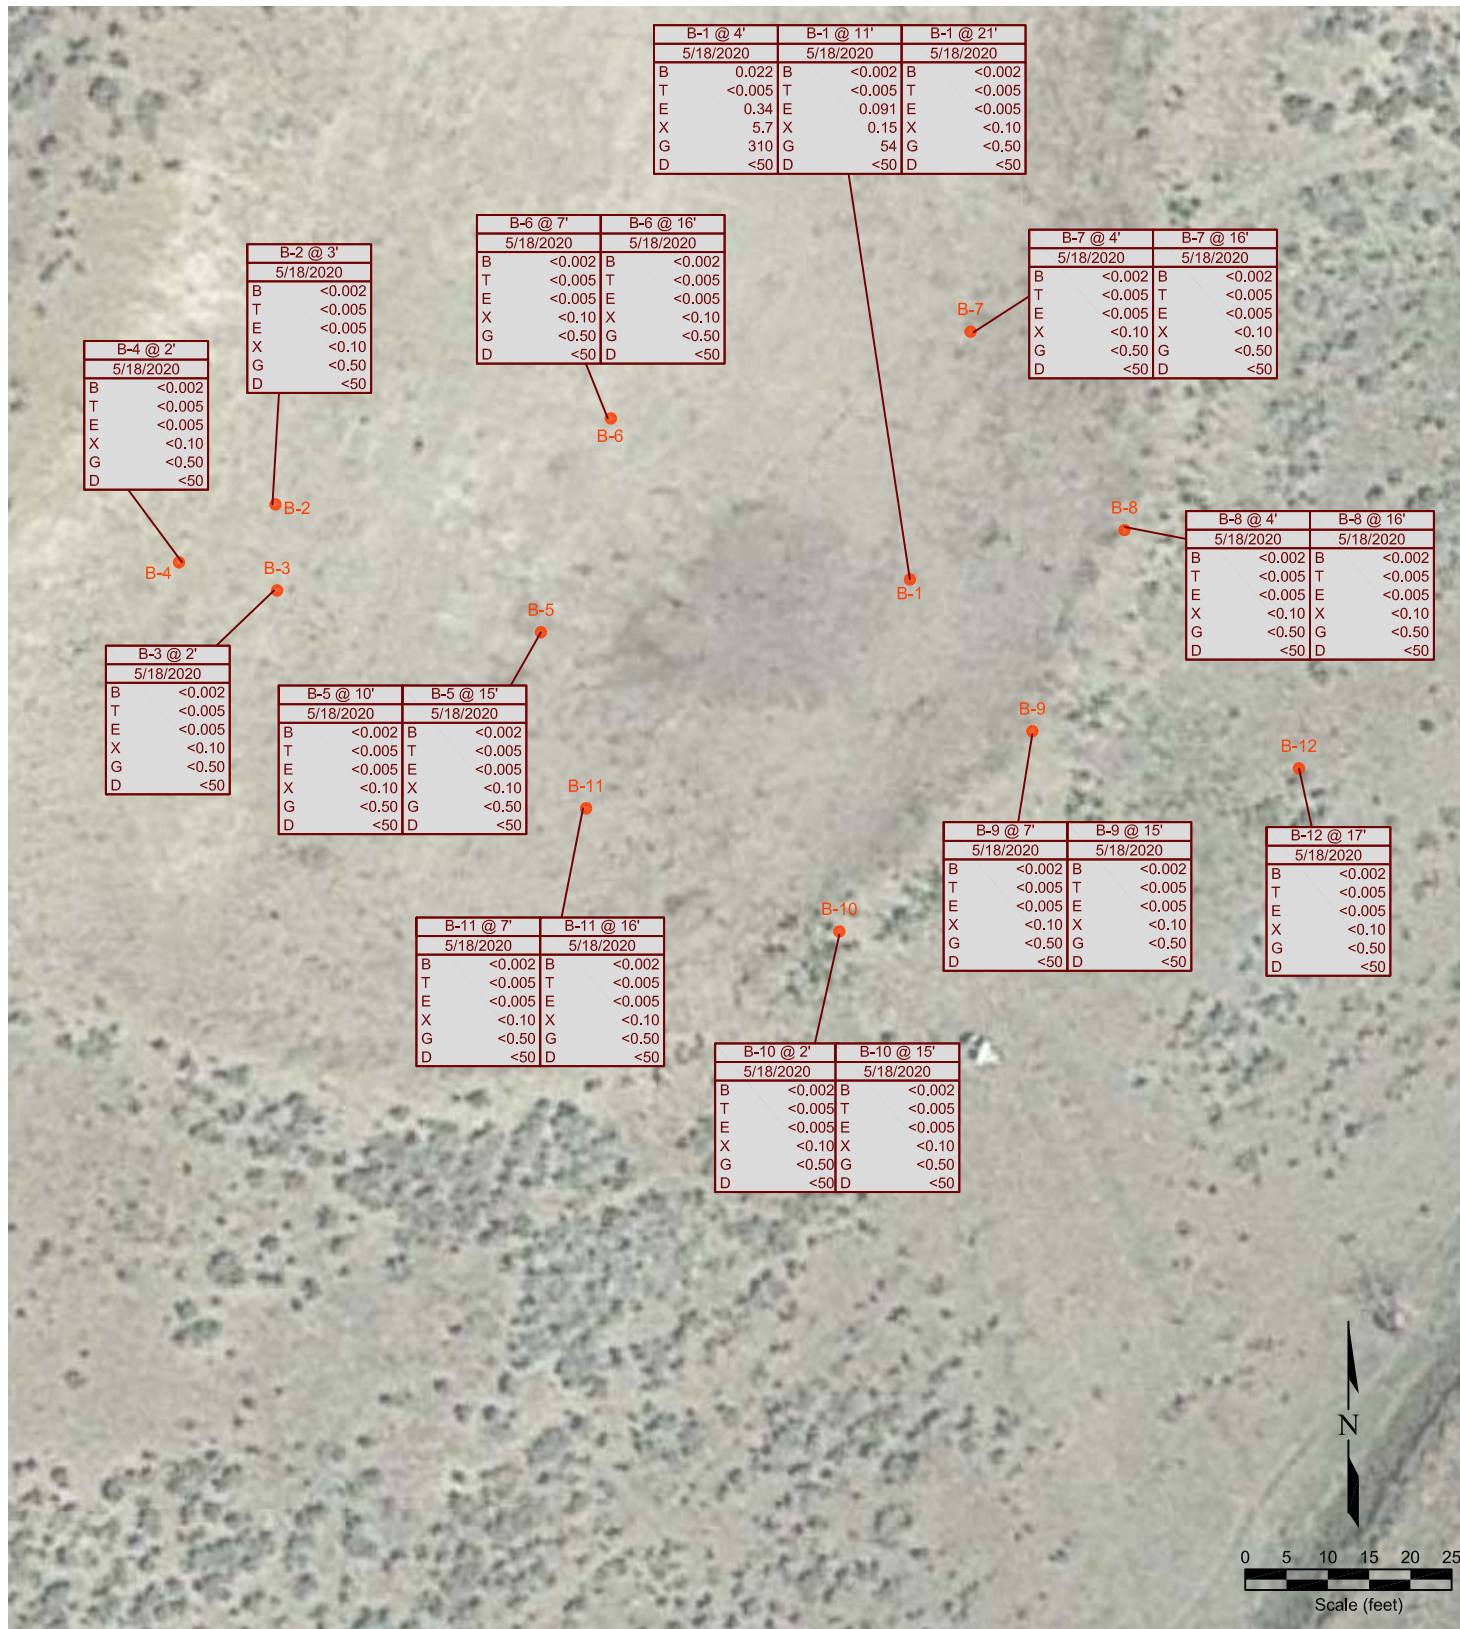 B-1 @ 4' B-1 @ 11' B-1 @ 21'
5/18/2020 5/18/2020 5/18/2020
B 0.022 B <0.002 B <0.002
T <0.005 T <0.005 T <0.005
E 0.34 E 0.091 E <0.005
X 5.7 X 0.15 X <0.10
G 310 G 54 G <0.50
D <50 D <50 D <50
B-6 @ 7' B-6 @ 16'
5/18/2020 5/18/2020
B <0.002 B <0.002
T <0.005 T <0.005
E <0.005 E <0.005
X <0.10 X <0.10
G <0.50 G <0.50
D <50 D <50
B-7 @ 4' B-7 @ 16'
5/18/2020 5/18/2020
B <0.002 B <0.002
T <0.005 T <0.005
E <0.005 E <0.005
X <0.10 X <0.10
G <0.50 G <0.50
D <50 D <50
B-2 @ 3'
5/18/2020
B <0.002
T <0.005
E <0.005
X <0.10
G <0.50
D <50
B-4 @ 2'
5/18/2020
B <0.002
T <0.005
E <0.005
X <0.10
G <0.50
D <50
B-7
B-6
B-2
B-8
B-4
B-3
B-1
B-5
B-8 @ 4' B-8 @ 16'
5/18/2020 5/18/2020
B <0.002 B <0.002
T <0.005 T <0.005
E <0.005 E <0.005
X <0.10 X <0.10
G <0.50 G <0.50
D <50 D <50
B-3 @ 2'
5/18/2020
B <0.002
T <0.005
E <0.005
X <0.10
G <0.50
D <50
B-5 @ 10' B-5 @ 15'
5/18/2020 5/18/2020
B <0.002 B <0.002
T <0.005 T <0.005
E <0.005 E <0.005
X <0.10 X <0.10
G <0.50 G <0.50
D <50 D <50
B-9
B-12
B-11
B-10
B-9 @ 7' B-9 @ 15'
5/18/2020 5/18/2020
B <0.002 B <0.002
T <0.005 T <0.005
E <0.005 E <0.005
X <0.10 X <0.10
G <0.50 G <0.50
D <50 D <50
B-12 @ 17'
5/18/2020
B <0.002
T <0.005
E <0.005
X <0.10
G <0.50
D <50
B-11 @ 7' B-11 @ 16'
5/18/2020 5/18/2020
B <0.002 B <0.002
T <0.005 T <0.005
E <0.005 E <0.005
X <0.10 X <0.10
G <0.50 G <0.50
D <50 D <50
B-10 @ 2' B-10 @ 15'
5/18/2020 5/18/2020
B <0.002 B <0.002
T <0.005 T <0.005
E <0.005 E <0.005
X <0.10 X <0.10
G <0.50 G <0.50
D <50 D <50
N
0 5 10 15 20 25
Scale (feet)